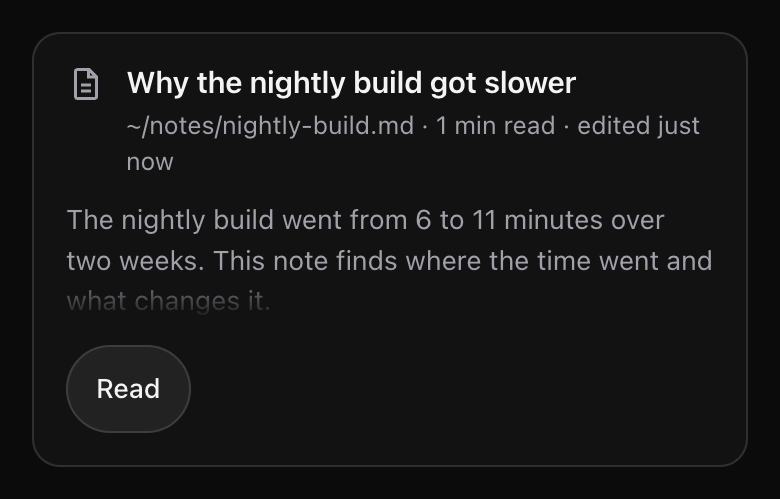 Why the nightly build got slower
~/notes/nightly-build.md · 1 min read · edited just
now
The nightly build went from 6 to 11 minutes over
two weeks. This note finds where the time went and
what changes it.
Read